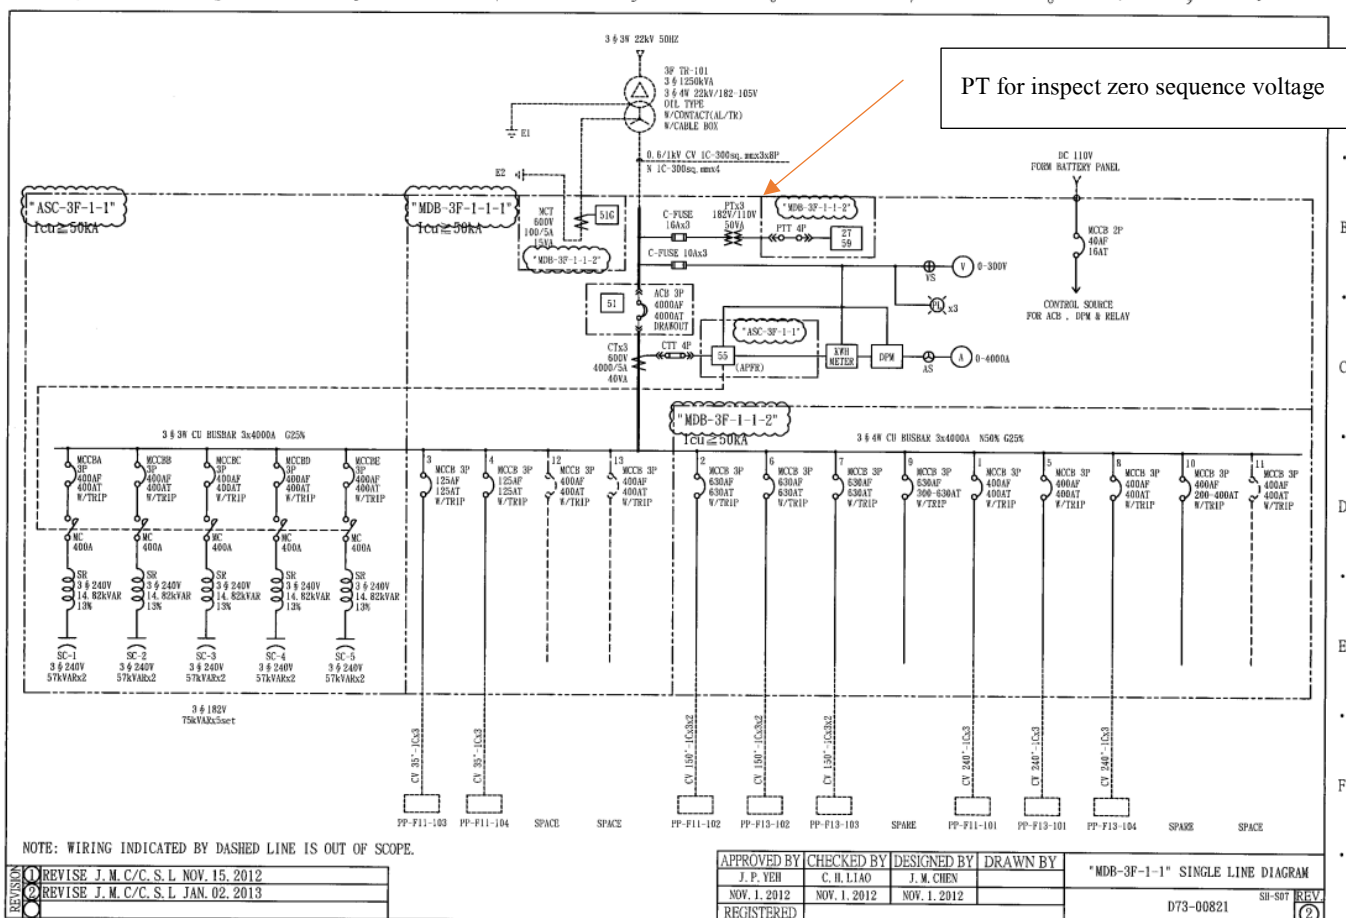 3ϕ3W 22kV 50HZ
3F TR-101
3ϕ1250kVA
3ϕ4W 22kV/182-105V
OIL TYPE
W/CONTACT(AL/TR)
W/CABLE BOX
PT for inspect zero sequence voltage
E1
0.6/1kV CV 1C-300sq.mmx3x8P
N 1C-300sq.mmx4
E2
DC 110V
FORM BATTERY PANEL
"ASC-3F-1-1"
Icu≧50kA
"MDB-3F-1-1-1"
Icu≧50kA
MCT
600V
100/5A
15VA
51G
"MDB-3F-1-1-2"
C-FUSE
16Ax3
PTx3
182V/110V
50VA
"MDB-3F-1-1-2"
PTT 4P
27
59
MCCB 2P
40AF
16AT
C-FUSE 10Ax3
VS
V
0-300V
51
ACB 3P
4000AF
4000AT
DRAWOUT
PL
x3
CONTROL SOURCE
FOR ACB , DPM & RELAY
"ASC-3F-1-1"
CTx3
600V
4000/5A
40VA
CTT 4P
55
(APFR)
KWH
METER
DPM
AS
A
0-4000A
"MDB-3F-1-1-2"
Icu≧50kA
3ϕ3W CU BUSBAR 3x4000A G25%
3ϕ4W CU BUSBAR 3x4000A N50% G25%
MCCBA
3P
400AF
400AT
W/TRIP
MCCBB
3P
400AF
400AT
W/TRIP
MCCBC
3P
400AF
400AT
W/TRIP
MCCBD
3P
400AF
400AT
W/TRIP
MCCBE
3P
400AF
400AT
W/TRIP
3
MCCB 3P
125AF
125AT
W/TRIP
4
MCCB 3P
125AF
125AT
W/TRIP
12
MCCB 3P
400AF
400AT
W/TRIP
13
MCCB 3P
400AF
400AT
W/TRIP
2
MCCB 3P
630AF
630AT
W/TRIP
6
MCCB 3P
630AF
630AT
W/TRIP
7
MCCB 3P
630AF
630AT
W/TRIP
9
MCCB 3P
630AF
300-630AT
W/TRIP
1
MCCB 3P
400AF
400AT
W/TRIP
5
MCCB 3P
400AF
400AT
W/TRIP
8
MCCB 3P
400AF
400AT
W/TRIP
10
MCCB 3P
400AF
200-400AT
W/TRIP
11
MCCB 3P
400AF
400AT
W/TRIP
MC
400A
MC
400A
MC
400A
MC
400A
MC
400A
SR
3ϕ240V
14.82kVAR
13%
SR
3ϕ240V
14.82kVAR
13%
SR
3ϕ240V
14.82kVAR
13%
SR
3ϕ240V
14.82kVAR
13%
SR
3ϕ240V
14.82kVAR
13%
SC-1
3ϕ240V
57kVARx2
SC-2
3ϕ240V
57kVARx2
SC-3
3ϕ240V
57kVARx2
SC-4
3ϕ240V
57kVARx2
SC-5
3ϕ240V
57kVARx2
3ϕ182V
75kVARx5set
CV 35°-1Cx3
CV 35°-1Cx3
CV 150°-1Cx3x2
CV 150°-1Cx3x2
CV 150°-1Cx3x2
CV 240°-1Cx3
CV 240°-1Cx3
CV 240°-1Cx3
PP-F11-103
PP-F11-104
SPACE
SPACE
PP-F11-102
PP-F13-102
PP-F13-103
SPARE
PP-F11-101
PP-F13-101
PP-F13-104
SPARE
SPACE
B
C
D
E
F
NOTE: WIRING INDICATED BY DASHED LINE IS OUT OF SCOPE.
REVISION
1 REVISE J.M.C/C.S.L NOV.15.2012
2 REVISE J.M.C/C.S.L JAN.02.2013
APPROVED BY CHECKED BY DESIGNED BY DRAWN BY
J.P.YEH C.H.LIAO J.M.CHEN
NOV.1.2012 NOV.1.2012 NOV.1.2012
REGISTERED
"MDB-3F-1-1" SINGLE LINE DIAGRAM
SH-S07
D73-00821
REV.
2